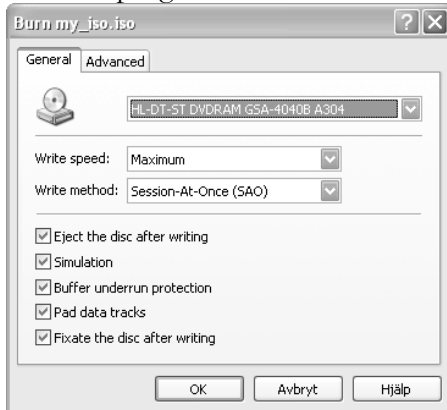 Burn my_iso.iso
General Advanced
HL-DT-ST DVDRAM GSA-4040B A304
Write speed: Maximum
Write method: Session-At-Once (SAO)
Eject the disc after writing
Simulation
Buffer underrun protection
Pad data tracks
Fixate the disc after writing
OK Avbryt Hjälp